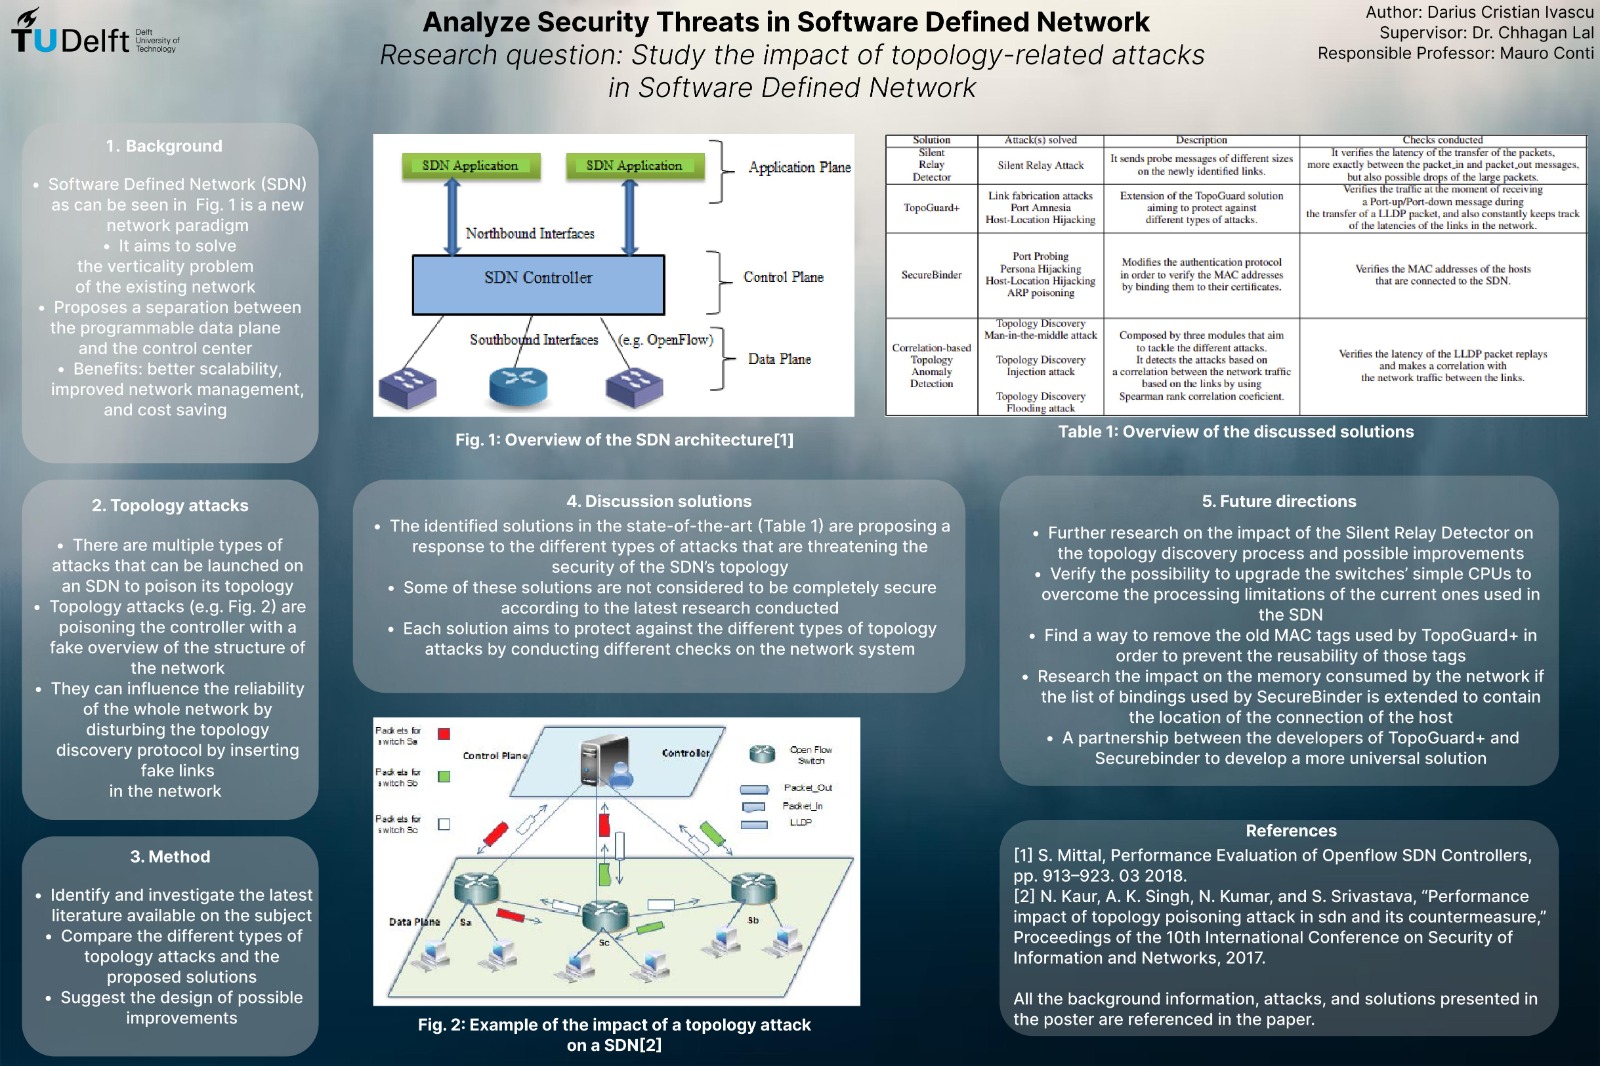 TU Delft
Delft
University of
Technology
Analyze Security Threats in Software Defined Network
Research question: Study the impact of topology-related attacks
in Software Defined Network
Author: Darius Cristian Ivascu
Supervisor: Dr. Chhagan Lal
Responsible Professor: Mauro Conti
1. Background
• Software Defined Network (SDN)
as can be seen in Fig. 1 is a new
network paradigm
• It aims to solve
the verticality problem
of the existing network
• Proposes a separation between
the programmable data plane
and the control center
• Benefits: better scalability,
improved network management,
and cost saving
2. Topology attacks
• There are multiple types of
attacks that can be launched on
an SDN to poison its topology
• Topology attacks (e.g. Fig. 2) are
poisoning the controller with a
fake overview of the structure of
the network
• They can influence the reliability
of the whole network by
disturbing the topology
discovery protocol by inserting
fake links
in the network
3. Method
• Identify and investigate the latest
literature available on the subject
• Compare the different types of
topology attacks and the
proposed solutions
• Suggest the design of possible
improvements
SDN Application
SDN Application
Application Plane
Northbound Interfaces
SDN Controller
Control Plane
Southbound Interfaces (e.g. OpenFlow)
Data Plane
Fig. 1: Overview of the SDN architecture[1]
Solution Attack(s) solved Description Checks conducted
Silent
Relay
Detector
Silent Relay Attack
It sends probe messages of different sizes
on the newly identified links.
It verifies the latency of the transfer of the packets,
more exactly between the packet_in and packet_out messages,
but also possible drops of the large packets.
TopoGuard+
Link fabrication attacks
Port Amnesia
Host-Location Hijacking
Extension of the TopoGuard solution
aiming to protect against
different types of attacks.
Verifies the traffic at the moment of receiving
a Port-up/Port-down message during
the transfer of a LLDP packet, and also constantly keeps track
of the latencies of the links in the network.
SecureBinder
Port Probing
Persona Hijacking
Host-Location Hijacking
ARP poisoning
Modifies the authentication protocol
in order to verify the MAC addresses
by binding them to their certificates.
Verifies the MAC addresses of the hosts
that are connected to the SDN.
Correlation-based
Topology
Anomaly
Detection
Topology Discovery
Man-in-the-middle attack
Topology Discovery
Injection attack
Topology Discovery
Flooding attack
Composed by three modules that aim
to tackle the different attacks.
It detects the attacks based on
a correlation between the network traffic
based on the links by using
Spearman rank correlation coeficient.
Verifies the latency of the LLDP packet replays
and makes a correlation with
the network traffic between the links.
Table 1: Overview of the discussed solutions
4. Discussion solutions
• The identified solutions in the state-of-the-art (Table 1) are proposing a
response to the different types of attacks that are threatening the
security of the SDN's topology
• Some of these solutions are not considered to be completely secure
according to the latest research conducted
• Each solution aims to protect against the different types of topology
attacks by conducting different checks on the network system
Packets for
switch Sa
Packets for
switch Sb
Packets for
switch Sc
Control Plane
Controller
Open Flow
Switch
Packet_Out
Packet_In
LLDP
Data Plane
Sa
Sb
Sc
Fig. 2: Example of the impact of a topology attack
on a SDN[2]
5. Future directions
• Further research on the impact of the Silent Relay Detector on
the topology discovery process and possible improvements
• Verify the possibility to upgrade the switches' simple CPUs to
overcome the processing limitations of the current ones used in
the SDN
• Find a way to remove the old MAC tags used by TopoGuard+ in
order to prevent the reusability of those tags
• Research the impact on the memory consumed by the network if
the list of bindings used by SecureBinder is extended to contain
the location of the connection of the host
• A partnership between the developers of TopoGuard+ and
Securebinder to develop a more universal solution
References
[1] S. Mittal, Performance Evaluation of Openflow SDN Controllers,
pp. 913–923. 03 2018.
[2] N. Kaur, A. K. Singh, N. Kumar, and S. Srivastava, “Performance
impact of topology poisoning attack in sdn and its countermeasure,”
Proceedings of the 10th International Conference on Security of
Information and Networks, 2017.
All the background information, attacks, and solutions presented in
the poster are referenced in the paper.